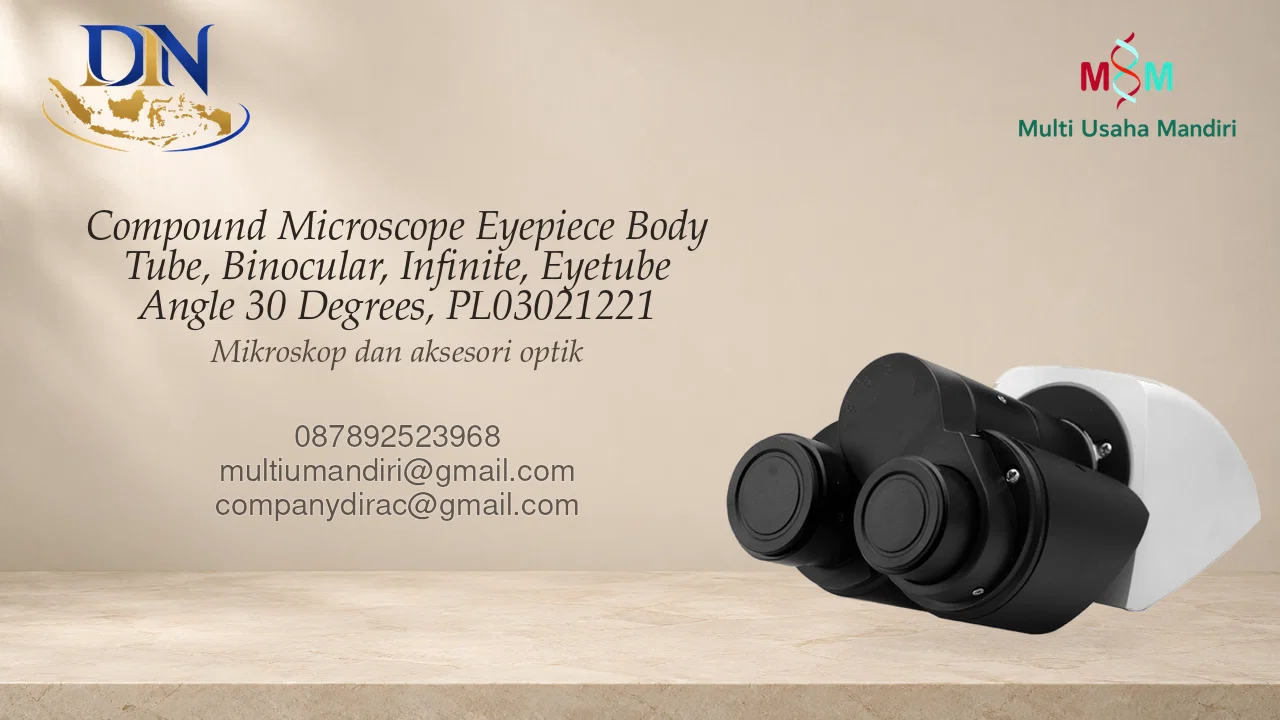 DIN
M M
Multi Usaha Mandiri
Compound Microscope Eyepiece Body
Tube, Binocular, Infinite, Eyetube
Angle 30 Degrees, PL03021221
Mikroskop dan aksesori optik
087892523968
multiumandiri@gmail.com
companydirac@gmail.com